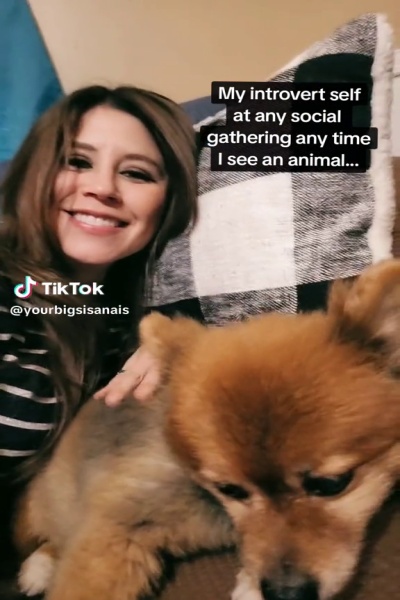 My introvert self
at any social
gathering any time
I see an animal...
TikTok
@yourbigsisanais